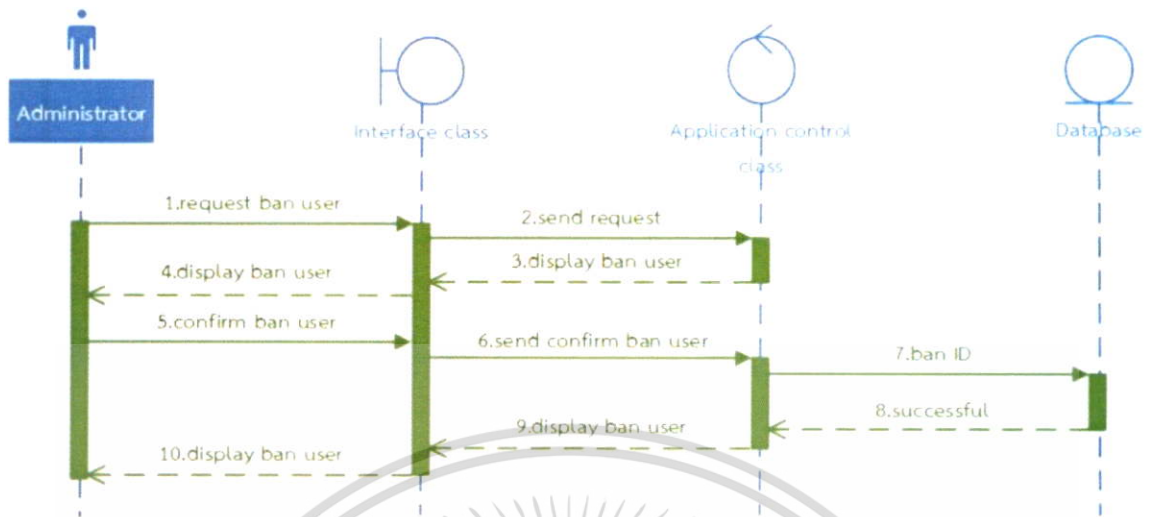 Administrator
Interface class
Application control
class
Database
1.request ban user
2.send request
3.display ban user
4.display ban user
5.confirm ban user
6.send confirm ban user
7.ban ID
8.successful
9.display ban user
10.display ban user